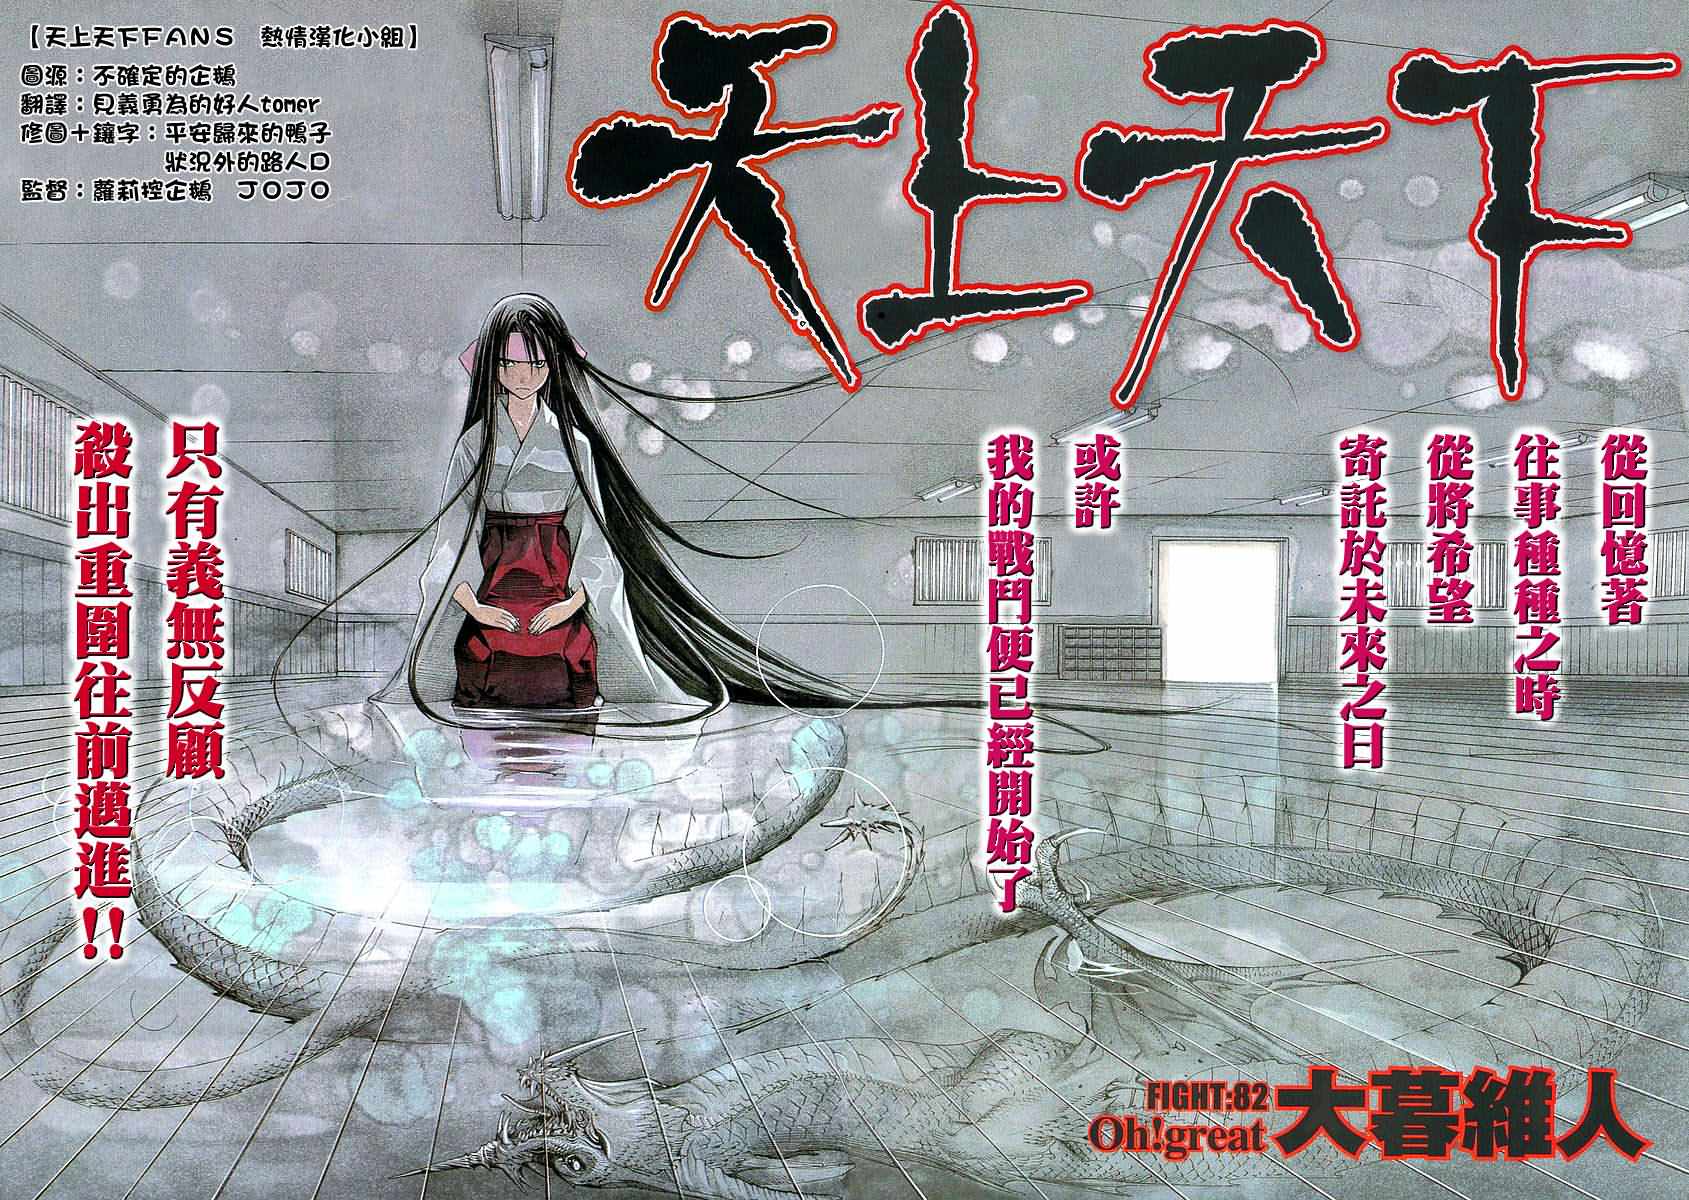 【天上天下FANS　熱情漢化小組】
圖源：不確定的企鵝
翻譯：見義勇為的好人tomer
修圖＋鑲字：平安歸來的鴨子
狀況外的路人D
監督：蘿莉控企鵝　JOJO
天上天下
從回憶著
往事種種之時
從將希望
寄託於未來之日
或許
我的戰鬥便已經開始了
只有義無反顧
殺出重圍往前邁進!!
FIGHT:82
Oh!great
大暮維人